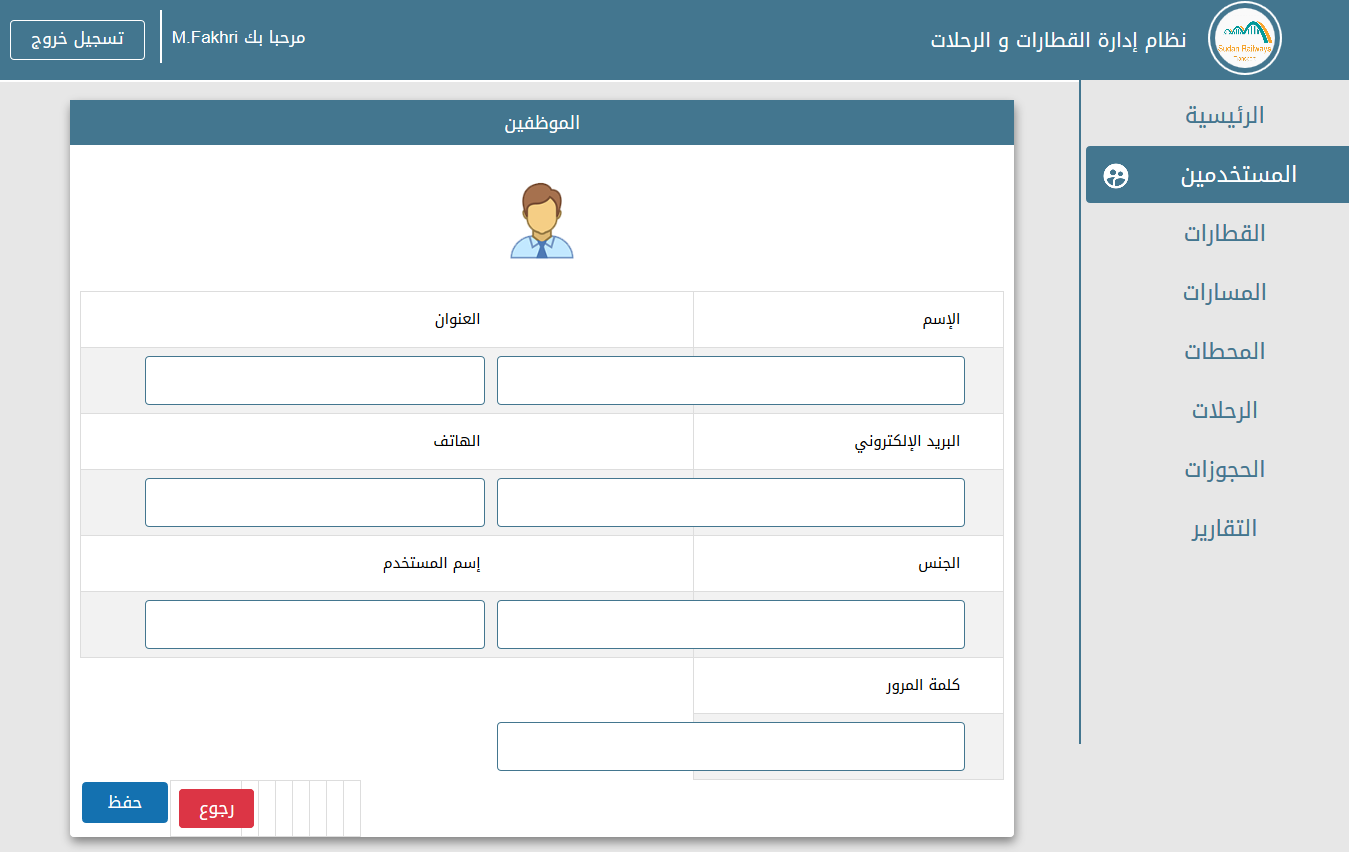 Sudan Railways
نظام إدارة القطارات و الرحلات
مرحبا بك M.Fakhri
تسجيل خروج
الرئيسية
المستخدمين
القطارات
المسارات
المحطات
الرحلات
الحجوزات
التقارير
الموظفين
الإسم
العنوان
البريد الإلكتروني
الهاتف
الجنس
إسم المستخدم
كلمة المرور
رجوع
حفظ